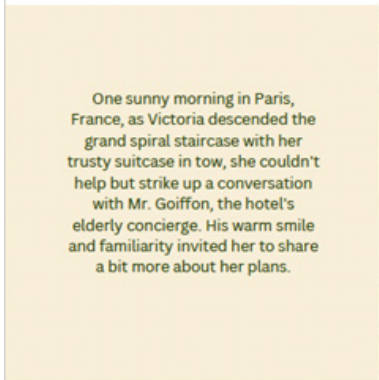 One sunny morning in Paris,
France, as Victoria descended the
grand spiral staircase with her
trusty suitcase in tow, she couldn't
help but strike up a conversation
with Mr. Goiffon, the hotel's
elderly concierge. His warm smile
and familiarity invited her to share
a bit more about her plans.